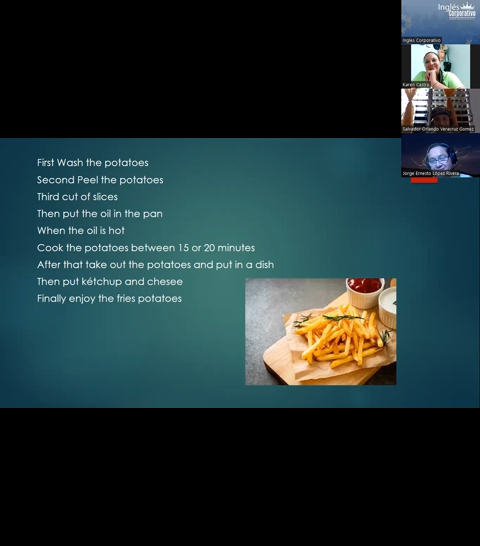 Inglés
Corporativo
Inglés Corporativo
Karen Castro
Salvador Orlando Veracruz Gomez
Jorge Ernesto López Rivera
First Wash the potatoes
Second Peel the potatoes
Third cut of slices
Then put the oil in the pan
When the oil is hot
Cook the potatoes between 15 or 20 minutes
After that take out the potatoes and put in a dish
Then put kétchup and chesee
Finally enjoy the fries potatoes